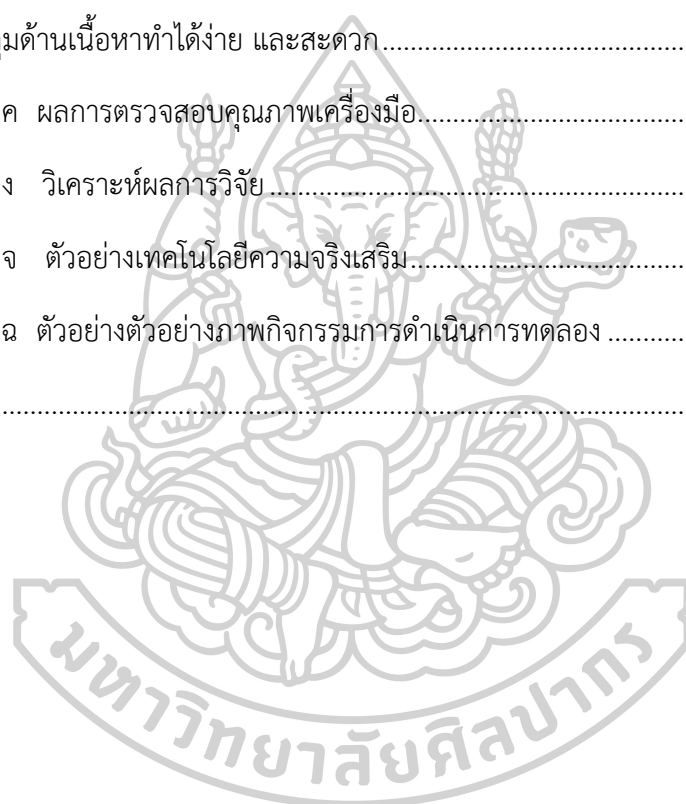 ด้านเนื้อหาทำได้ง่าย และสะดวก........................................
ค ผลการตรวจสอบคุณภาพเครื่องมือ........................................
ง วิเคราะห์ผลการวิจัย........................................
จ ตัวอย่างเทคโนโลยีความจริงเสริม........................................
ฉ ตัวอย่างตัวอย่างภาพกิจกรรมการดำเนินการทดลอง ...........
................................................................................
มหาวิทยาลัยศิลปากร